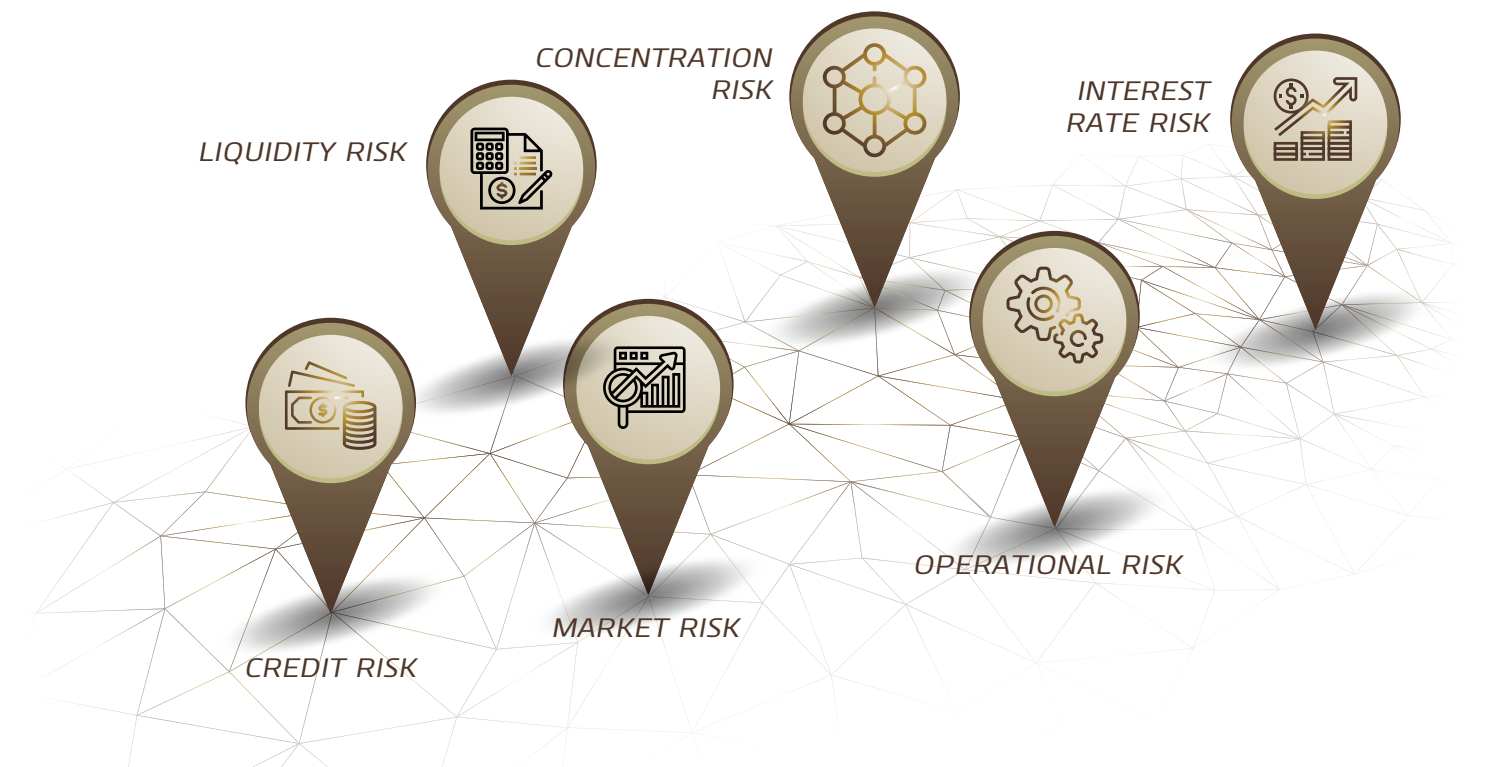 CONCENTRATION
RISK
INTEREST
RATE RISK
LIQUIDITY RISK
OPERATIONAL RISK
MARKET RISK
CREDIT RISK